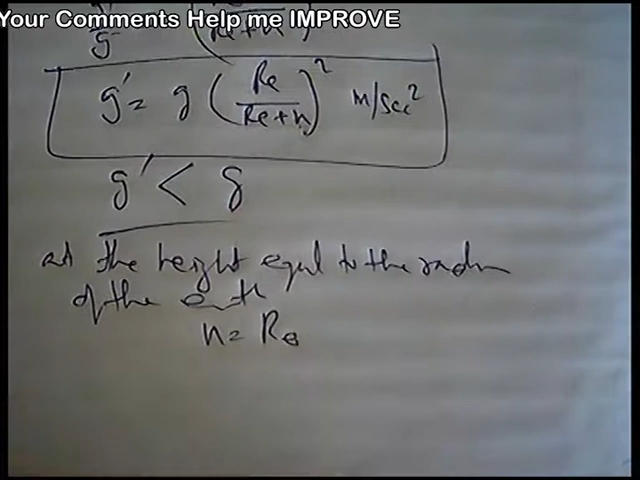 Your Comments Help me IMPROVE
g' = g (Re / Re+h)² m/sec²
g' < g
at the height equal to the radius
of the earth
h = Re